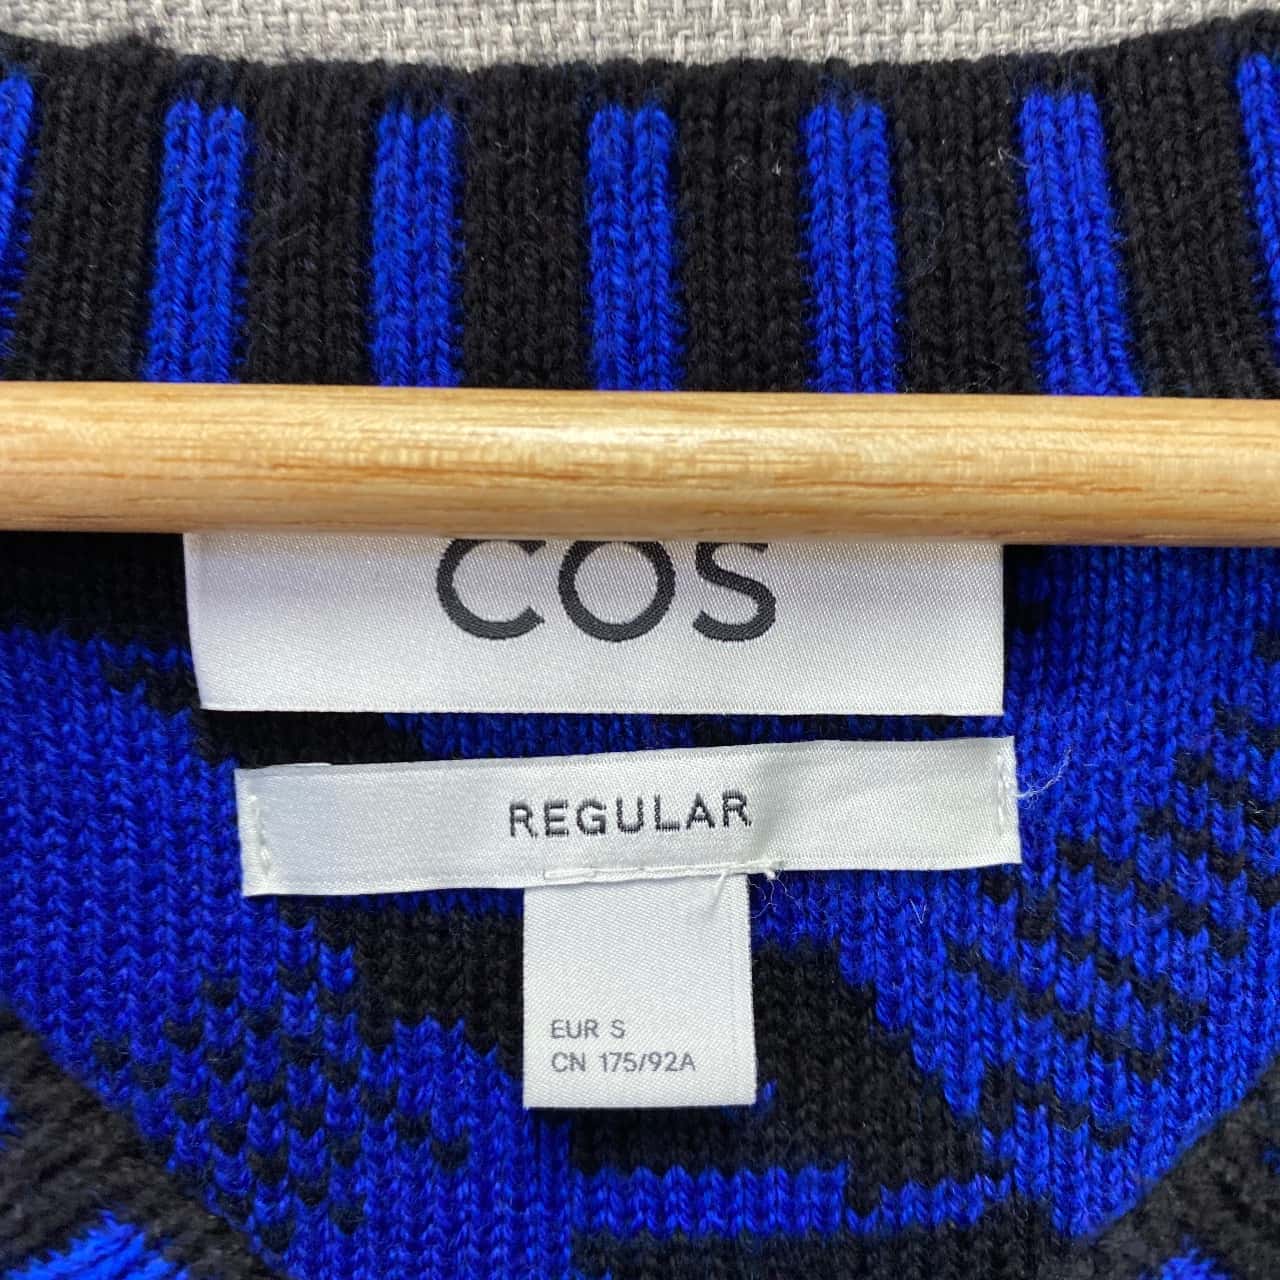 COS
REGULAR
EUR S
CN 175/92A